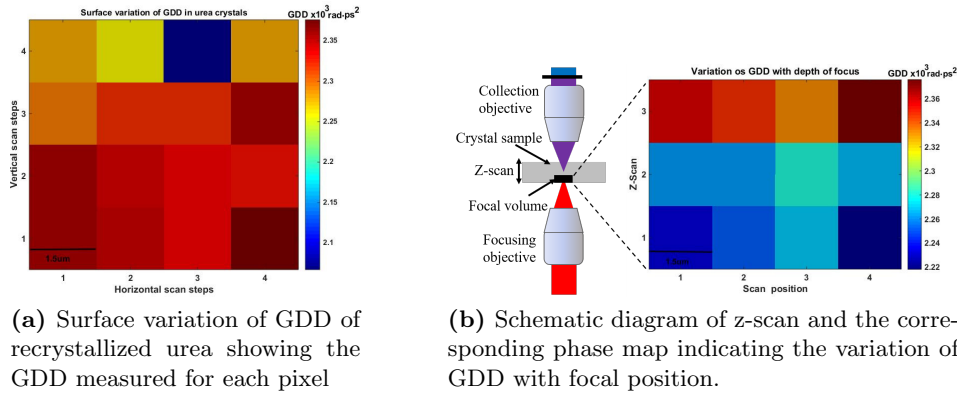 Surface variation of GDD in urea crystals
GDD x10³ rad-ps²
Vertical scan steps
4
3
2
1
1.5um
1
2
3
4
Horizontal scan steps
2.35
2.3
2.25
2.2
2.15
2.1
Collection
objective
Crystal sample
Z-scan
Focal volume
Focusing
objective
Variation os GDD with depth of focus
GDD x10³ rad-ps²
Z-Scan
3
2
1
1
2
3
4
Scan position
2.36
2.34
2.32
2.3
2.28
2.26
2.24
2.22
(a) Surface variation of GDD of
recrystallized urea showing the
GDD measured for each pixel
(b) Schematic diagram of z-scan and the corre-
sponding phase map indicating the variation of
GDD with focal position.